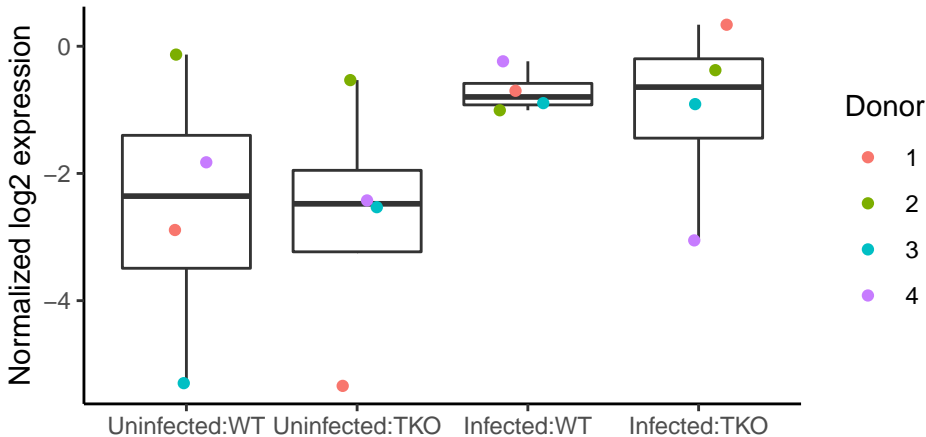 Normalized log2 expression
0
−2
−4
Uninfected:WT Uninfected:TKO Infected:WT Infected:TKO
Donor
1
2
3
4